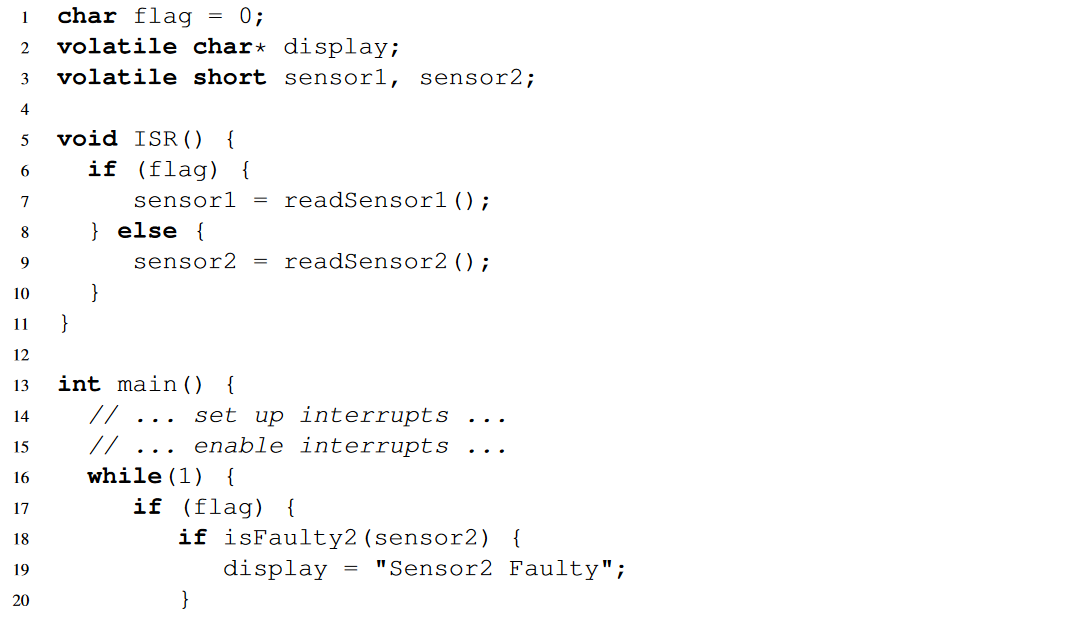 1 char flag = 0;
2 volatile char* display;
3 volatile short sensor1, sensor2;
4
5 void ISR() {
6 if (flag) {
7 sensor1 = readSensor1();
8 } else {
9 sensor2 = readSensor2();
10 }
11 }
12
13 int main() {
14 // ... set up interrupts ...
15 // ... enable interrupts ...
16 while(1) {
17 if (flag) {
18 if isFaulty2(sensor2) {
19 display = "Sensor2 Faulty";
20 }